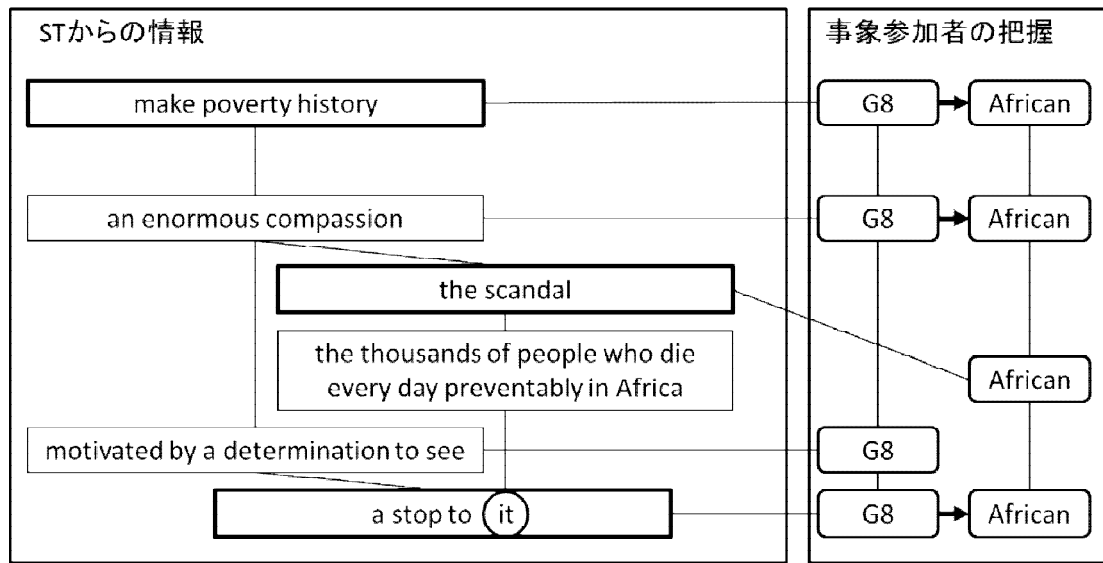 STからの情報
事象参加者の把握
make poverty history
G8
African
an enormous compassion
G8
African
the scandal
the thousands of people who die
every day preventably in Africa
African
motivated by a determination to see
G8
a stop to it
G8
African